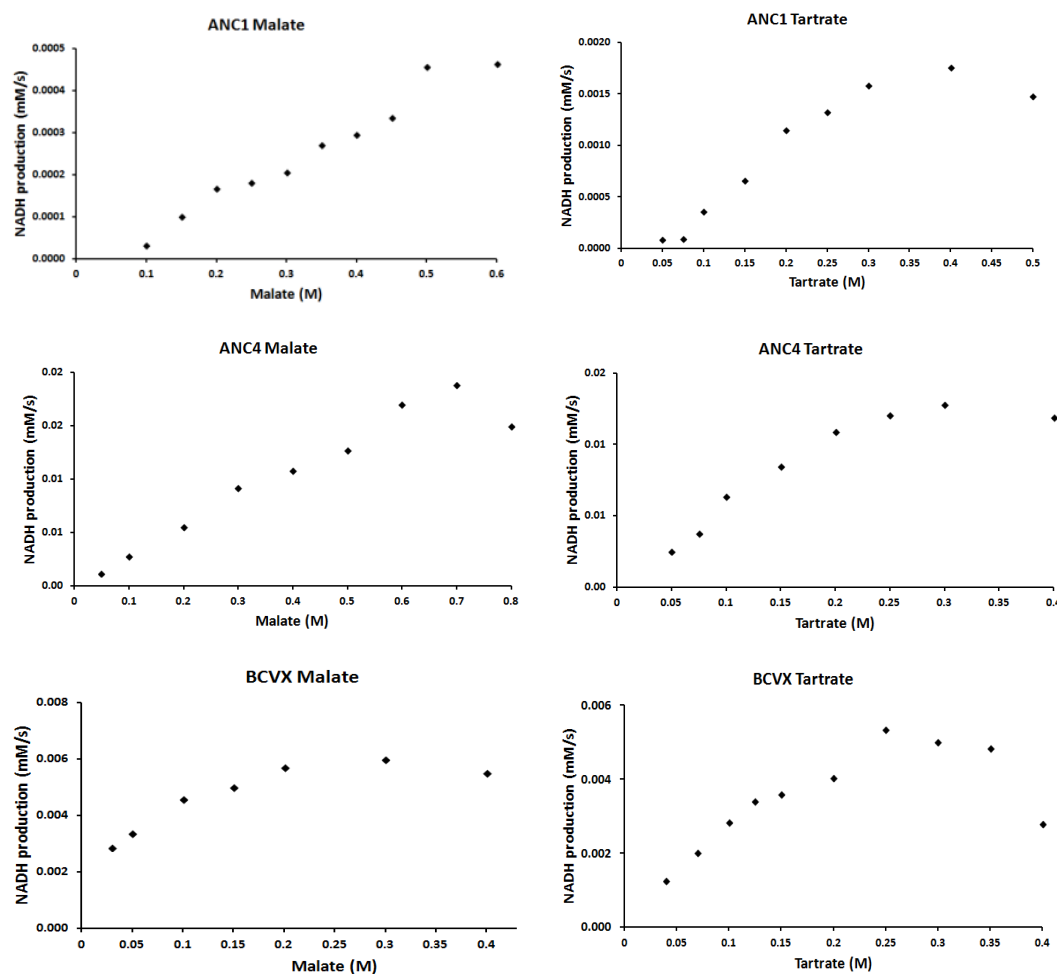 ANC1 Malate
NADH production (mM/s)
0.0005
0.0004
0.0003
0.0002
0.0001
0.0000
0 0.1 0.2 0.3 0.4 0.5 0.6
Malate (M)
ANC1 Tartrate
NADH production (mM/s)
0.0020
0.0015
0.0010
0.0005
0.0000
0 0.05 0.1 0.15 0.2 0.25 0.3 0.35 0.4 0.45 0.5
Tartrate (M)
ANC4 Malate
NADH production (mM/s)
0.02
0.02
0.01
0.01
0.00
0 0.1 0.2 0.3 0.4 0.5 0.6 0.7 0.8
Malate (M)
ANC4 Tartrate
NADH production (mM/s)
0.02
0.01
0.01
0.00
0 0.05 0.1 0.15 0.2 0.25 0.3 0.35 0.4
Tartrate (M)
BCVX Malate
NADH production (mM/s)
0.008
0.006
0.004
0.002
0.000
0 0.05 0.1 0.15 0.2 0.25 0.3 0.35 0.4
Malate (M)
BCVX Tartrate
NADH production (mM/s)
0.006
0.004
0.002
0.000
0 0.05 0.1 0.15 0.2 0.25 0.3 0.35 0.4
Tartrate (M)